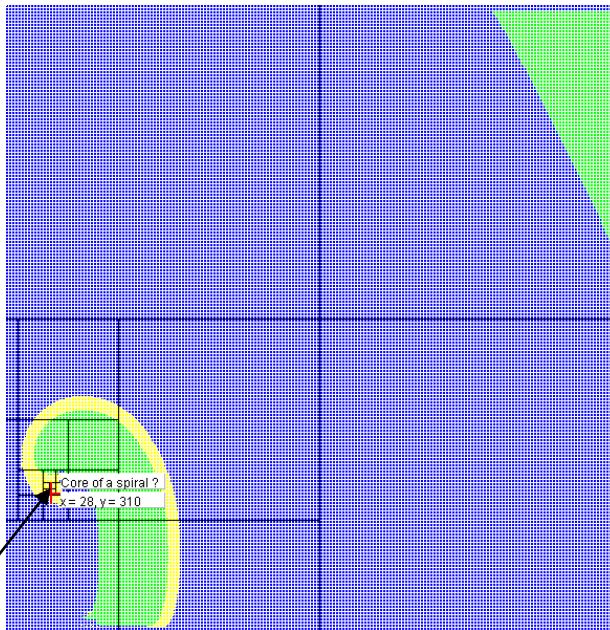 Core of a spiral ?
x = 28, y = 310